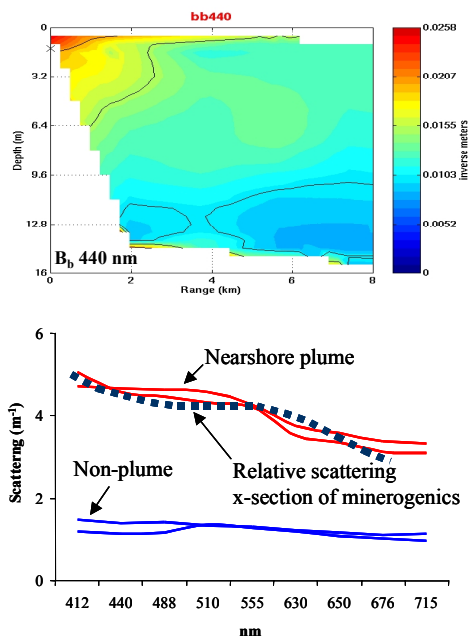 bb440
0
3.2
6.4
9.6
12.8
16
Depth (m)
B_b 440 nm
0 2 4 6 8
Range (km)
0.0258
0.0207
0.0155
0.0103
0.0052
0
inverse meters
6
4
2
0
Scatterng (m⁻¹)
Nearshore plume
Non-plume
Relative scattering
x-section of minerogenics
412 440 488 510 555 630 650 676 715
nm